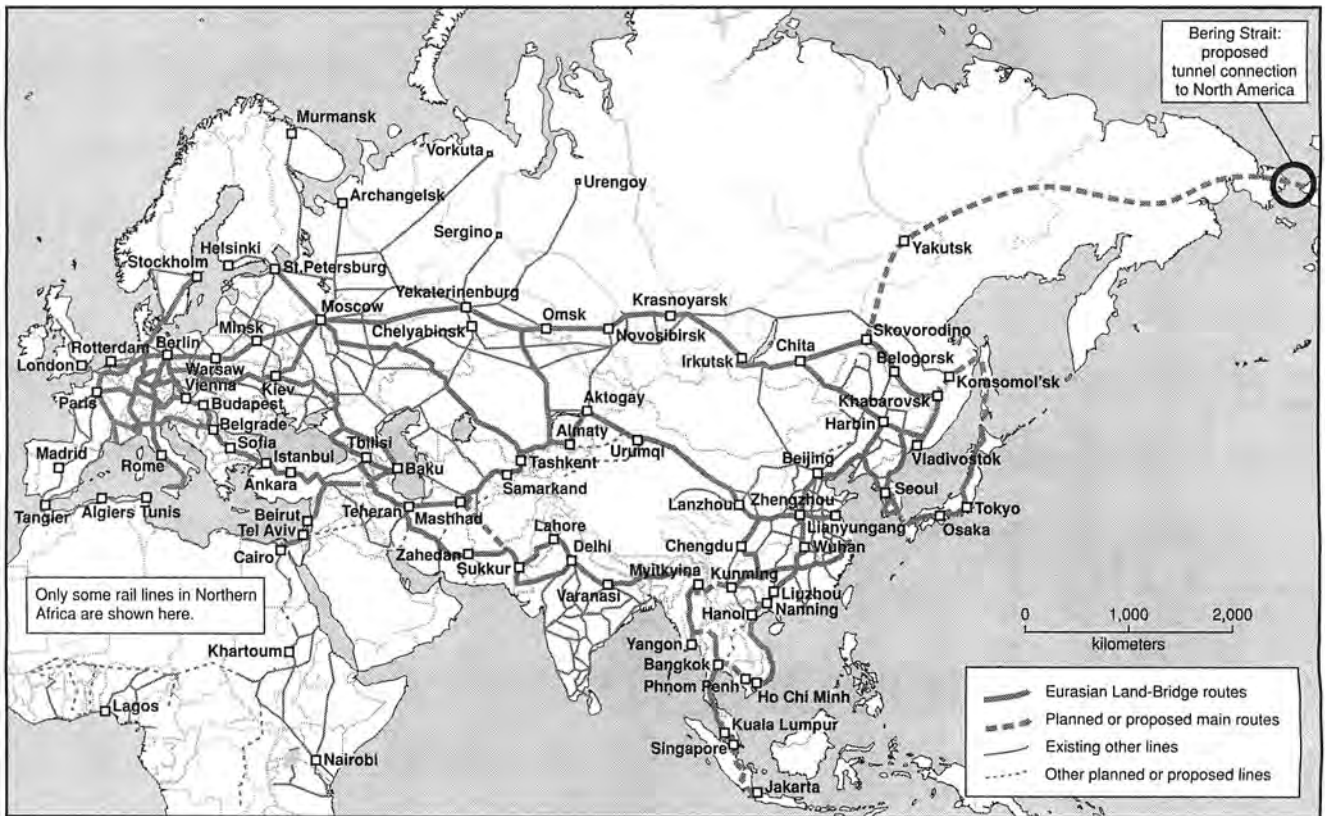 Bering Strait:
proposed
tunnel connection
to North America
Murmansk
Vorkuta
Urengoy
Archangelsk
Sergino
Yakutsk
Helsinki
Stockholm
St.Petersburg
Yekaterinenburg
Krasnoyarsk
Moscow
Omsk
Skovorodino
Minsk
Chelyabinsk
Novosibirsk
Chita
Rotterdam
Berlin
Irkutsk
Belogorsk
London
Warsaw
Komsomol'sk
Vienna
Kiev
Aktogay
Khabarovsk
Paris
Budapest
Harbin
Belgrade
Almaty
Sofia
Tbilisi
Urumqi
Madrid
Istanbul
Beijing
Vladivostok
Rome
Baku
Tashkent
Ankara
Samarkand
Seoul
Tangier
Algiers
Tunis
Beirut
Teheran
Mashhad
Lanzhou
Zhengzhou
Tokyo
Tel Aviv
Lahore
Lianyungang
Osaka
Cairo
Zahedan
Delhi
Chengdu
Wuhan
Sukkur
Myitkyina
Kunming
Varanasi
Liuzhou
Nanning
Hanoi
Only some rail lines in Northern
Africa are shown here.
0 1,000 2,000
kilometers
Khartoum
Yangon
Bangkok
Phnom Penh
Ho Chi Minh
Lagos
Kuala Lumpur
Singapore
Nairobi
Jakarta
Eurasian Land-Bridge routes
Planned or proposed main routes
Existing other lines
Other planned or proposed lines